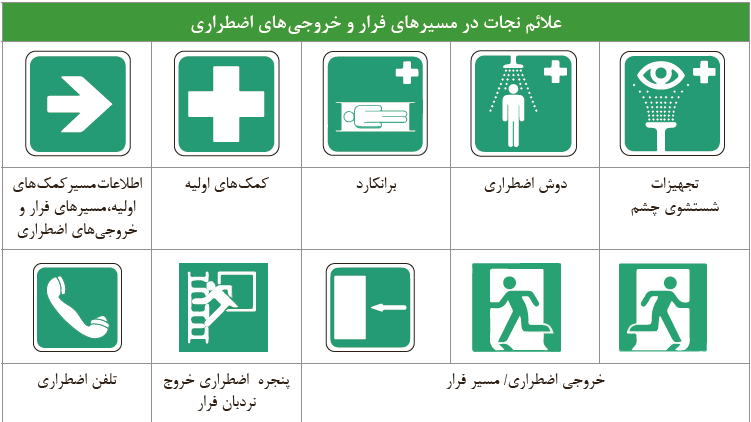 علائم نجات در مسیرهای فرار و خروجی‌های اضطراری
تجهیزات
شستشوی چشم
دوش اضطراری
برانکارد
کمک‌های اولیه
اطلاعات‌مسیرکمک‌های
اولیه،مسیرهای فرار و
خروجی‌های اضطراری
خروجی اضطراری/ مسیر فرار
پنجره اضطراری خروج
نردبان فرار
تلفن اضطراری